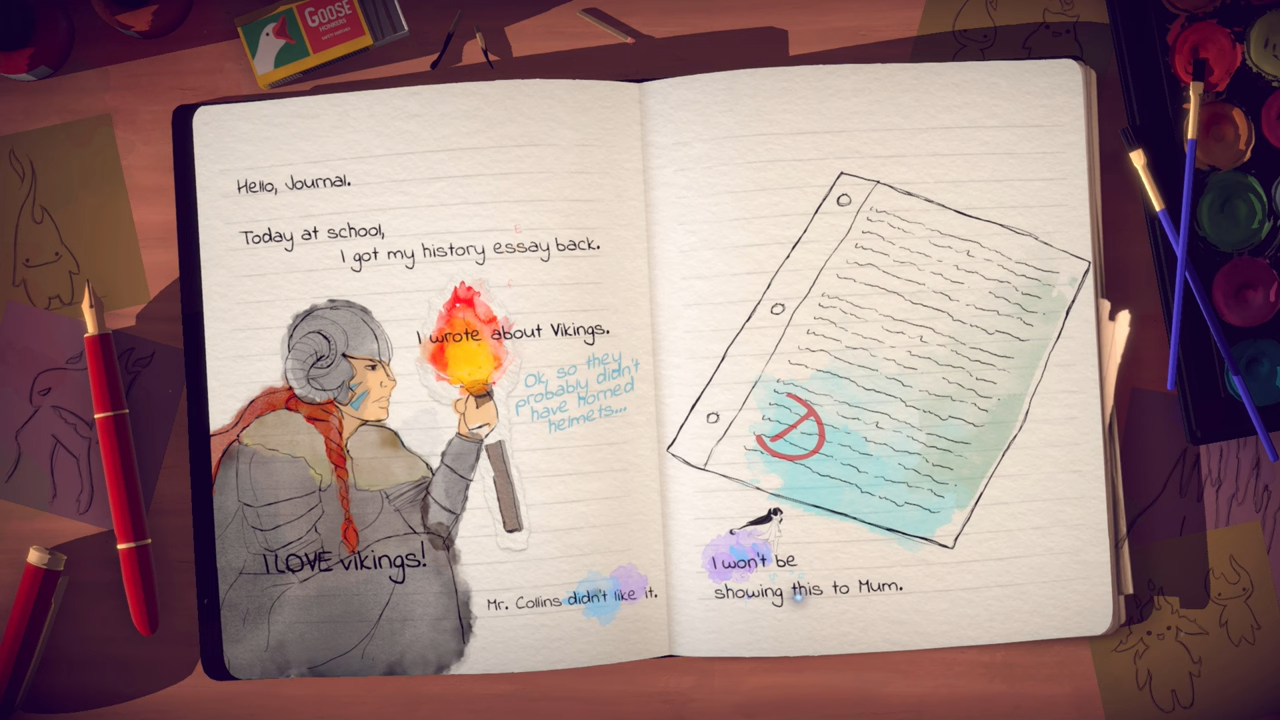 GOOSE
HONKERS
Hello, Journal.
Today at school,
I got my history essay back.
E
I wrote about Vikings.
Ok, so they
probably didn't
have horned
helmets...
I LOVE vikings!
Mr. Collins didn't like it.
I won't be
showing this to Mum.